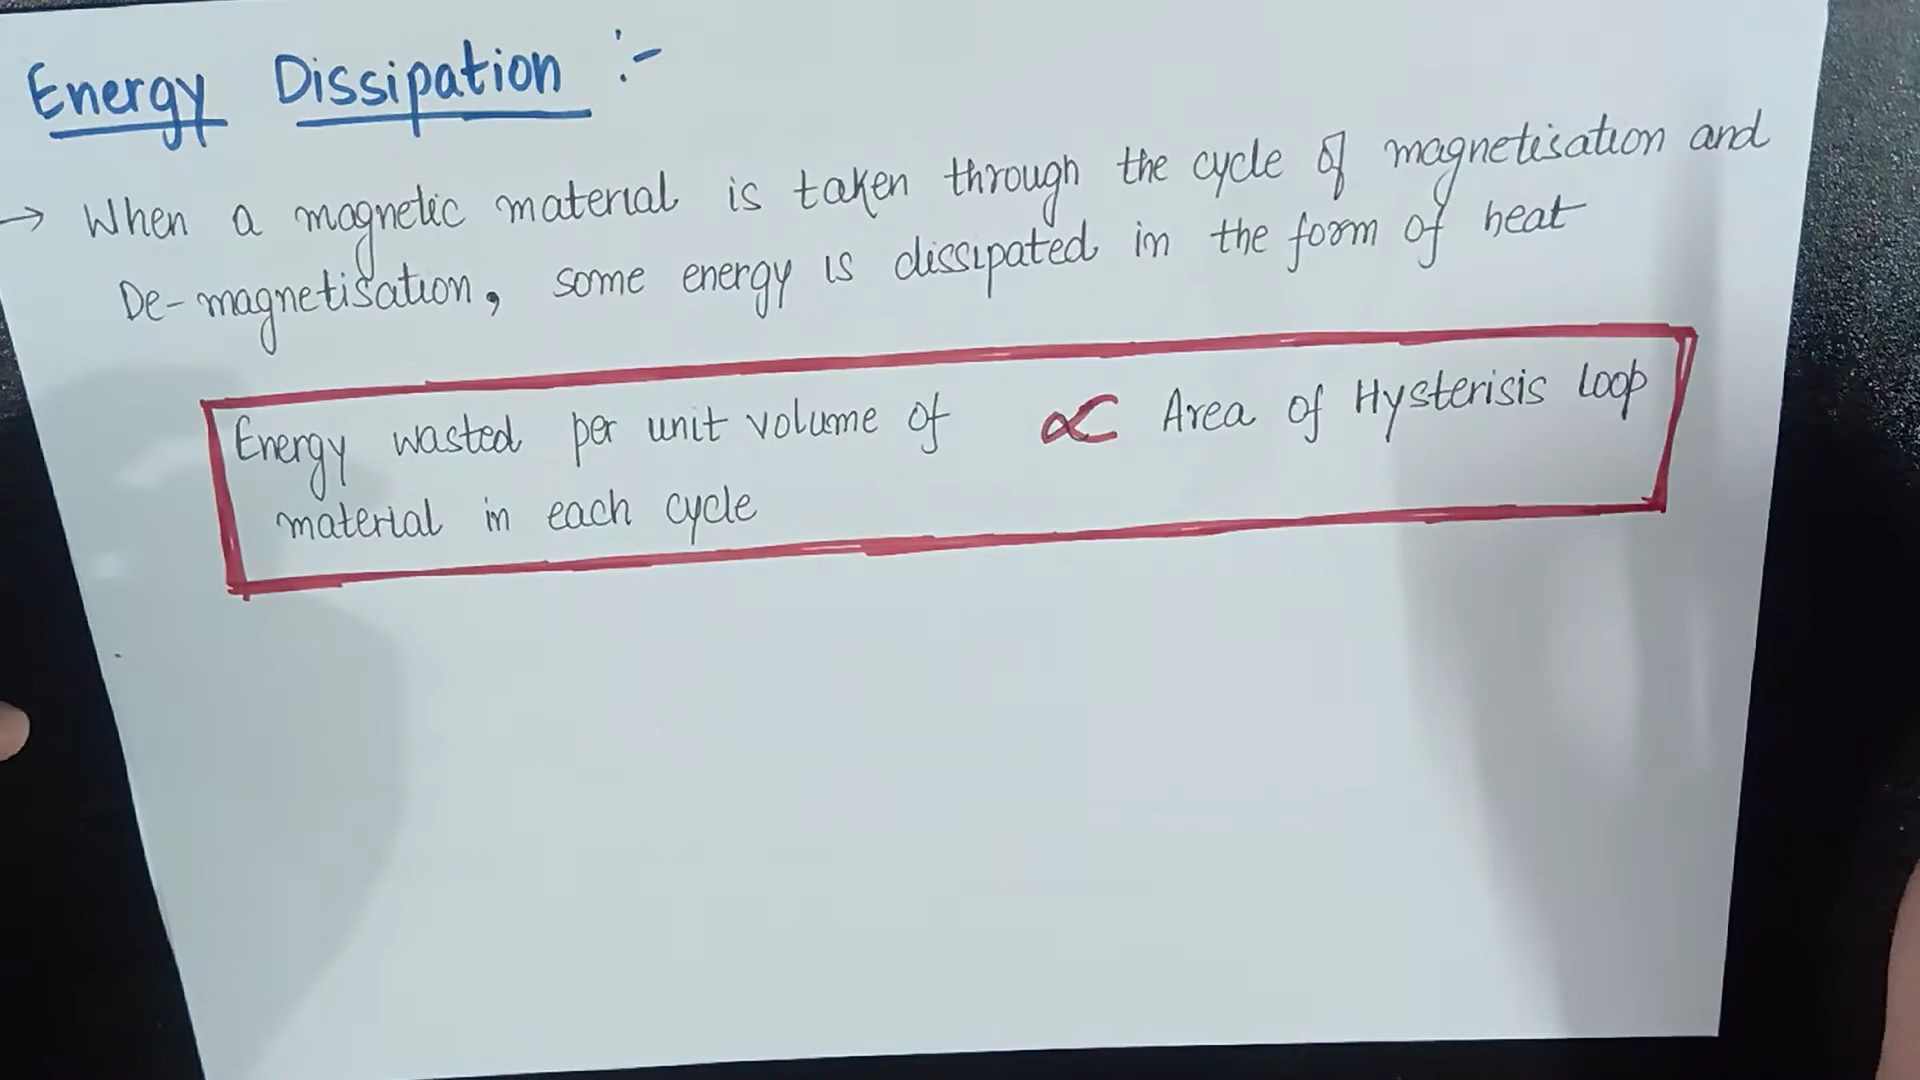 Energy Dissipation :-
→ When a magnetic material is taken through the cycle of magnetisation and
De-magnetisation, some energy is dissipated in the form of heat
Energy wasted per unit volume of ∝ Area of Hysterisis loop
material in each cycle